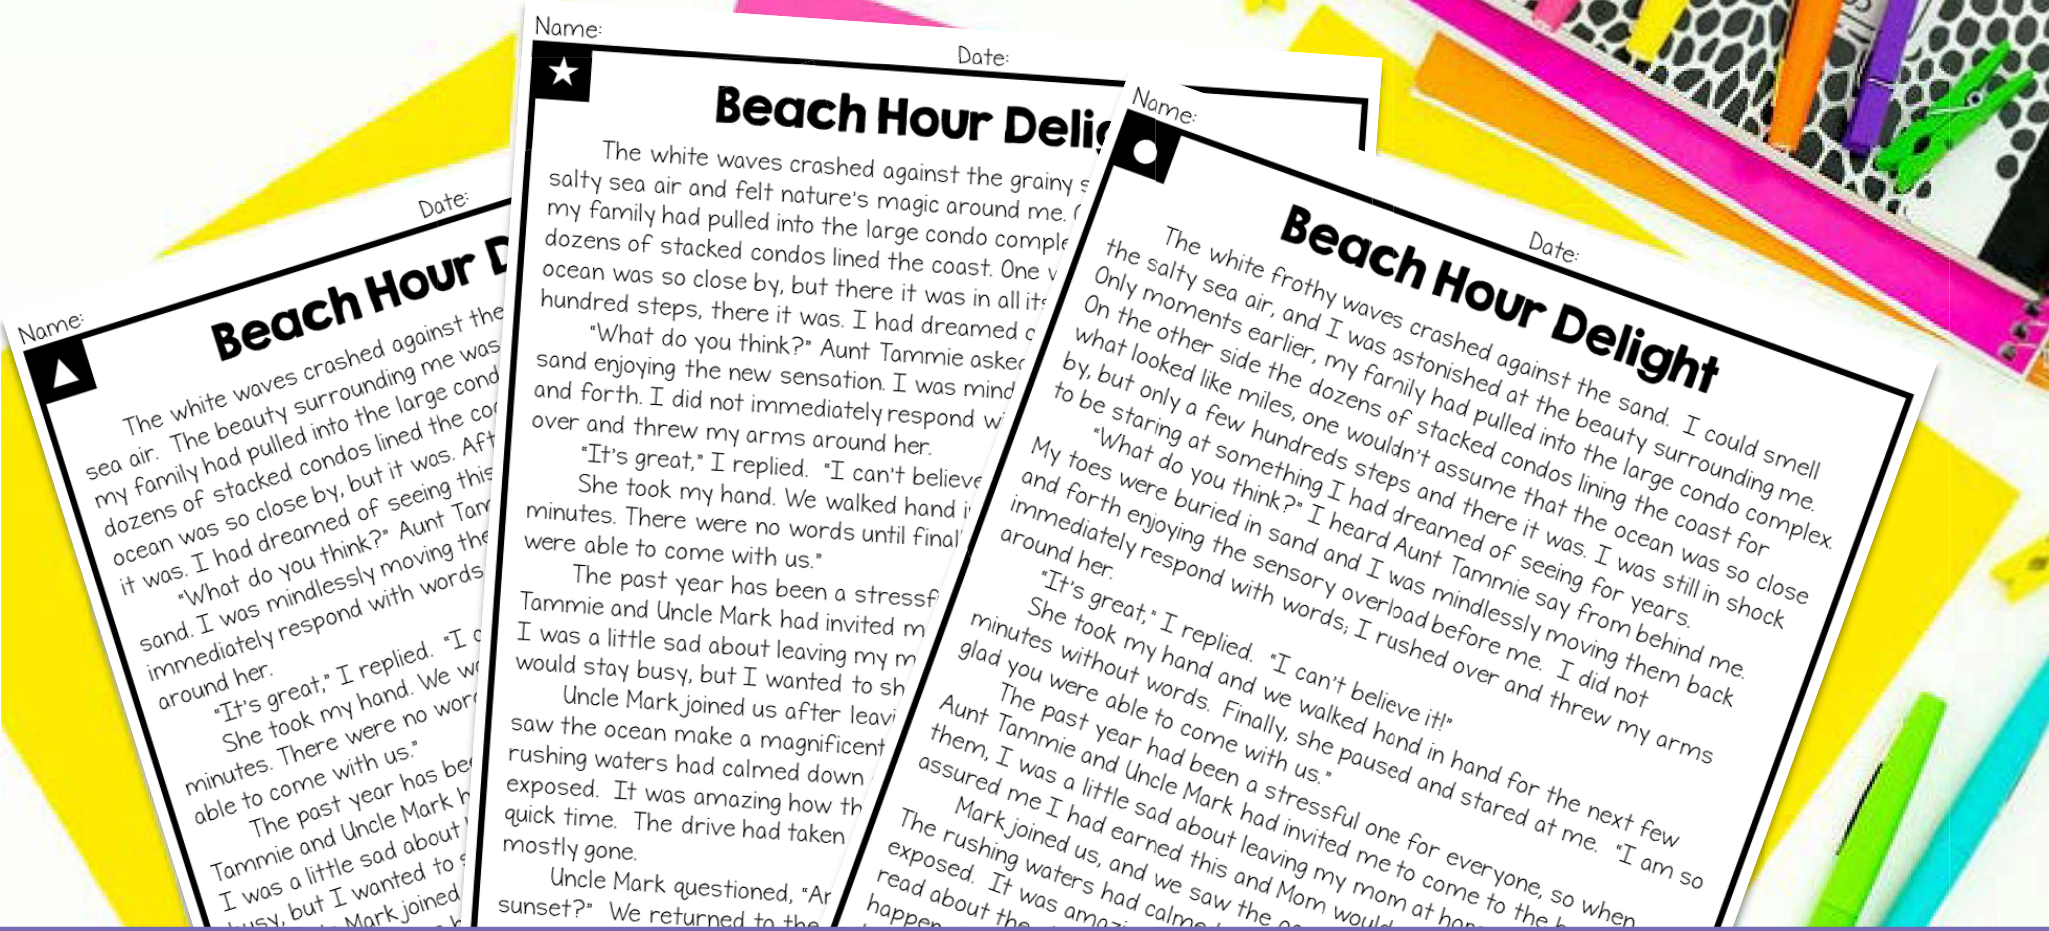 Name:
Date:
Beach Hour D
The white waves crashed against the
sea air. The beauty surrounding me was
my family had pulled into the large cond
dozens of stacked condos lined the co
ocean was so close by, but it was. Aft
it was. I had dreamed of seeing this
"What do you think?" Aunt Tam
sand. I was mindlessly moving the
immediately respond with words
around her.
"It's great," I replied. "I c
She took my hand. We w
minutes. There were no wor
able to come with us."
The past year has bee
Tammie and Uncle Mark h
I was a little sad about
busy, but I wanted to s
Mark joined
Name:
Date:
Beach Hour Delig
The white waves crashed against the grainy s
salty sea air and felt nature's magic around me.
my family had pulled into the large condo comple
dozens of stacked condos lined the coast. One w
ocean was so close by, but there it was in all its
hundred steps, there it was. I had dreamed o
"What do you think?" Aunt Tammie asked
sand enjoying the new sensation. I was mind
and forth. I did not immediately respond wi
over and threw my arms around her.
"It's great," I replied. "I can't believe
She took my hand. We walked hand i
minutes. There were no words until final
were able to come with us."
The past year has been a stressf
Tammie and Uncle Mark had invited m
I was a little sad about leaving my m
would stay busy, but I wanted to sh
Uncle Mark joined us after leavi
saw the ocean make a magnificent
rushing waters had calmed down
exposed. It was amazing how th
quick time. The drive had taken
mostly gone.
Uncle Mark questioned, "Ar
sunset?" We returned to the
Name:
Date:
Beach Hour Delight
The white frothy waves crashed against the sand. I could smell
the salty sea air, and I was astonished at the beauty surrounding me.
Only moments earlier, my family had pulled into the large condo complex.
On the other side the dozens of stacked condos lining the coast for
what looked like miles, one wouldn't assume that the ocean was so close
by, but only a few hundreds steps and there it was. I was still in shock
to be staring at something I had dreamed of seeing for years.
"What do you think?" I heard Aunt Tammie say from behind me.
My toes were buried in sand and I was mindlessly moving them back
and forth enjoying the sensory overload before me. I did not
immediately respond with words; I rushed over and threw my arms
around her.
"It's great," I replied. "I can't believe it!"
She took my hand and we walked hand in hand for the next few
minutes without words. Finally, she paused and stared at me. "I am so
glad you were able to come with us."
The past year had been a stressful one for everyone, so when
Aunt Tammie and Uncle Mark had invited me to come to the b
them, I was a little sad about leaving my mom at hom
assured me I had earned this and Mom would
Mark joined us, and we saw the oc
The rushing waters had calme
exposed. It was amazi
read about the
happen